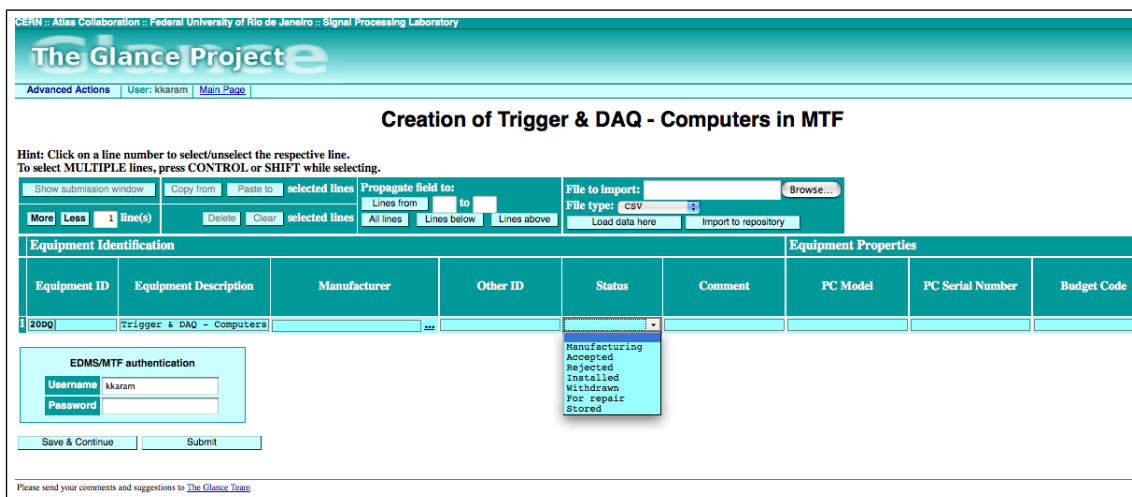 CERN :: Atlas Collaboration :: Federal University of Rio de Janeiro :: Signal Processing Laboratory
Glance
The Glance Project
Advanced Actions | User: kkaram | Main Page |
Creation of Trigger & DAQ - Computers in MTF
Hint: Click on a line number to select/unselect the respective line.
To select MULTIPLE lines, press CONTROL or SHIFT while selecting.
Show submission window Copy from Paste to selected lines Propagate field to: File to import: Browse...
Lines from to File type: CSV
More Less 1 line(s) Delete Clear selected lines All lines Lines below Lines above Load data here Import to repository
Equipment Identification Equipment Properties
Equipment ID Equipment Description Manufacturer Other ID Status Comment PC Model PC Serial Number Budget Code
1 20DQ Trigger & DAQ - Computers ...
Manufacturing
Accepted
Rejected
Installed
Withdrawn
For repair
Stored
EDMS/MTF authentication
Username kkaram
Password
Save & Continue Submit
Please send your comments and suggestions to The Glance Team